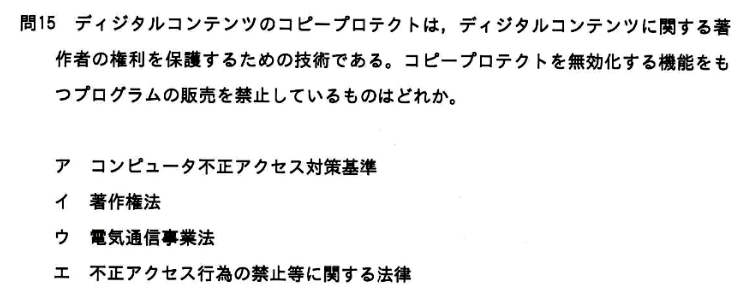 問15 ディジタルコンテンツのコピープロテクトは，ディジタルコンテンツに関する著
作者の権利を保護するための技術である。コピープロテクトを無効化する機能をも
つプログラムの販売を禁止しているものはどれか。
ア コンピュータ不正アクセス対策基準
イ 著作権法
ウ 電気通信事業法
エ 不正アクセス行為の禁止等に関する法律